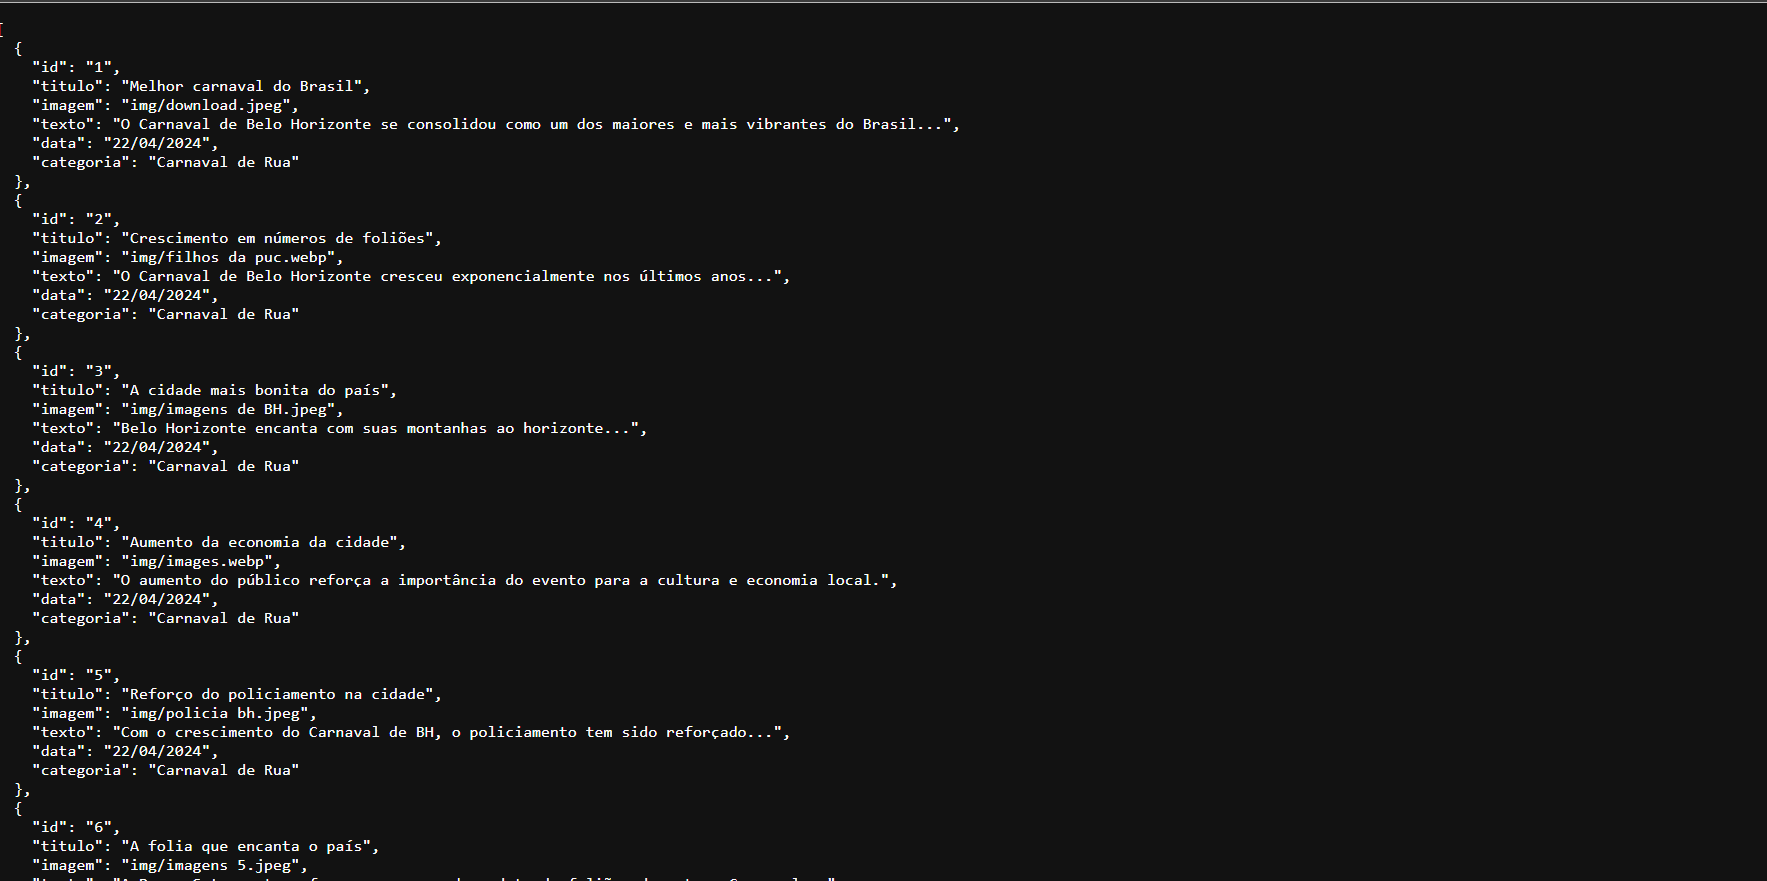 [
{
"id": "1",
"titulo": "Melhor carnaval do Brasil",
"imagem": "img/download.jpeg",
"texto": "O Carnaval de Belo Horizonte se consolidou como um dos maiores e mais vibrantes do Brasil...",
"data": "22/04/2024",
"categoria": "Carnaval de Rua"
},
{
"id": "2",
"titulo": "Crescimento em números de foliões",
"imagem": "img/filhos da puc.webp",
"texto": "O Carnaval de Belo Horizonte cresceu exponencialmente nos últimos anos...",
"data": "22/04/2024",
"categoria": "Carnaval de Rua"
},
{
"id": "3",
"titulo": "A cidade mais bonita do país",
"imagem": "img/imagens de BH.jpeg",
"texto": "Belo Horizonte encanta com suas montanhas ao horizonte...",
"data": "22/04/2024",
"categoria": "Carnaval de Rua"
},
{
"id": "4",
"titulo": "Aumento da economia da cidade",
"imagem": "img/images.webp",
"texto": "O aumento do público reforça a importância do evento para a cultura e economia local.",
"data": "22/04/2024",
"categoria": "Carnaval de Rua"
},
{
"id": "5",
"titulo": "Reforço do policiamento na cidade",
"imagem": "img/policia bh.jpeg",
"texto": "Com o crescimento do Carnaval de BH, o policiamento tem sido reforçado...",
"data": "22/04/2024",
"categoria": "Carnaval de Rua"
},
{
"id": "6",
"titulo": "A folia que encanta o país",
"imagem": "img/imagens 5.jpeg",